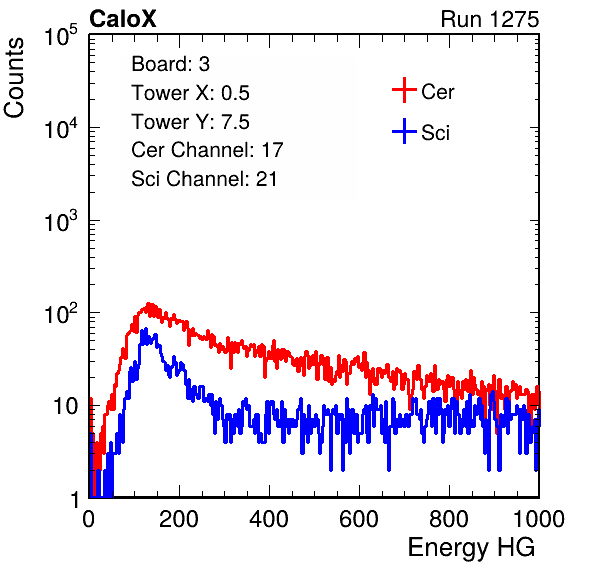 CaloX Run 1275
Counts
10^5
10^4
10^3
10^2
10
1
Board: 3
Tower X: 0.5
Tower Y: 7.5
Cer Channel: 17
Sci Channel: 21
Cer
Sci
0 200 400 600 800 1000
Energy HG